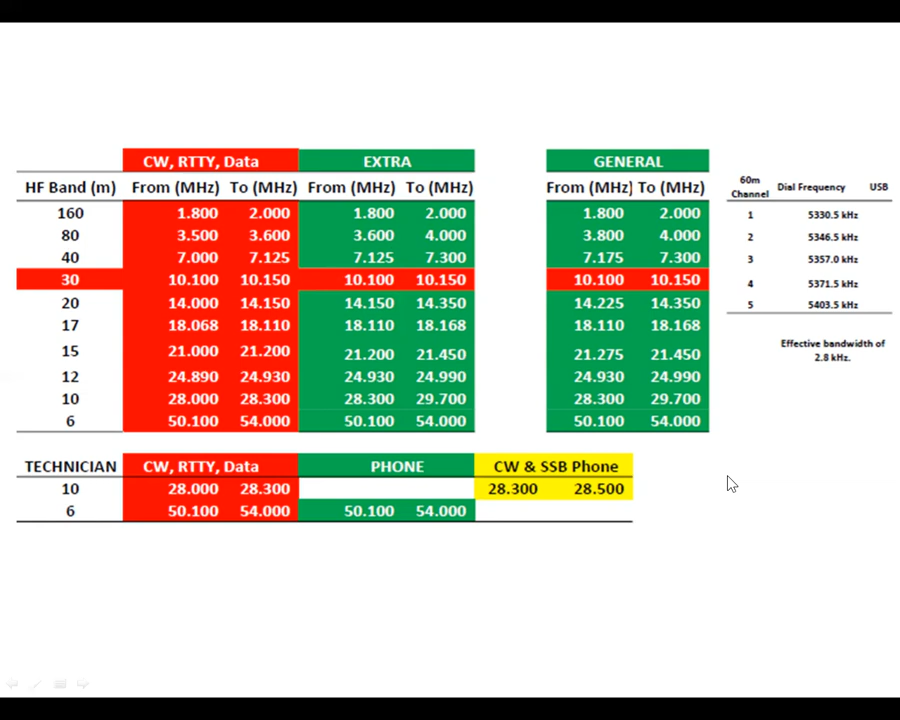 CW, RTTY, Data EXTRA GENERAL
HF Band (m) From (MHz) To (MHz) From (MHz) To (MHz) From (MHz) To (MHz)
160 1.800 2.000 1.800 2.000 1.800 2.000
80 3.500 3.600 3.600 4.000 3.800 4.000
40 7.000 7.125 7.125 7.300 7.175 7.300
30 10.100 10.150 10.100 10.150 10.100 10.150
20 14.000 14.150 14.150 14.350 14.225 14.350
17 18.068 18.110 18.110 18.168 18.110 18.168
15 21.000 21.200 21.200 21.450 21.275 21.450
12 24.890 24.930 24.930 24.990 24.930 24.990
10 28.000 28.300 28.300 29.700 28.300 29.700
6 50.100 54.000 50.100 54.000 50.100 54.000
60m
Channel Dial Frequency USB
1 5330.5 kHz
2 5346.5 kHz
3 5357.0 kHz
4 5371.5 kHz
5 5403.5 kHz
Effective bandwidth of
2.8 kHz.
TECHNICIAN CW, RTTY, Data PHONE CW & SSB Phone
10 28.000 28.300 28.300 28.500
6 50.100 54.000 50.100 54.000